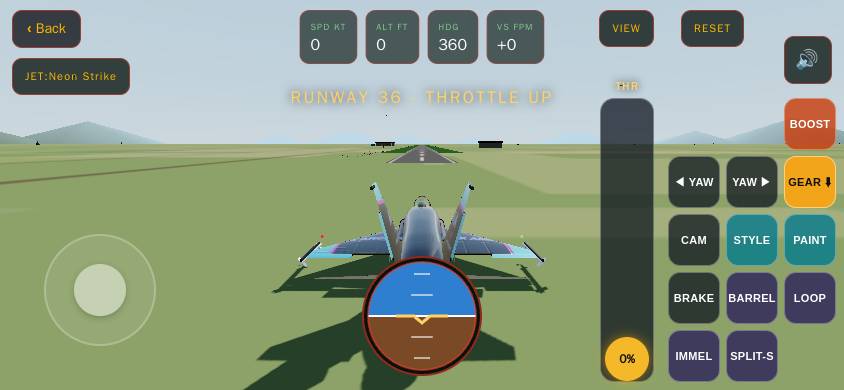 ‹ Back
SPD KT
0
ALT FT
0
HDG
360
VS FPM
+0
VIEW
RESET
JET:Neon Strike
RUNWAY 36 · THROTTLE UP
THR
BOOST
◀ YAW
YAW ▶
GEAR ⬇
CAM
STYLE
PAINT
BRAKE
BARREL
LOOP
0%
IMMEL
SPLIT-S